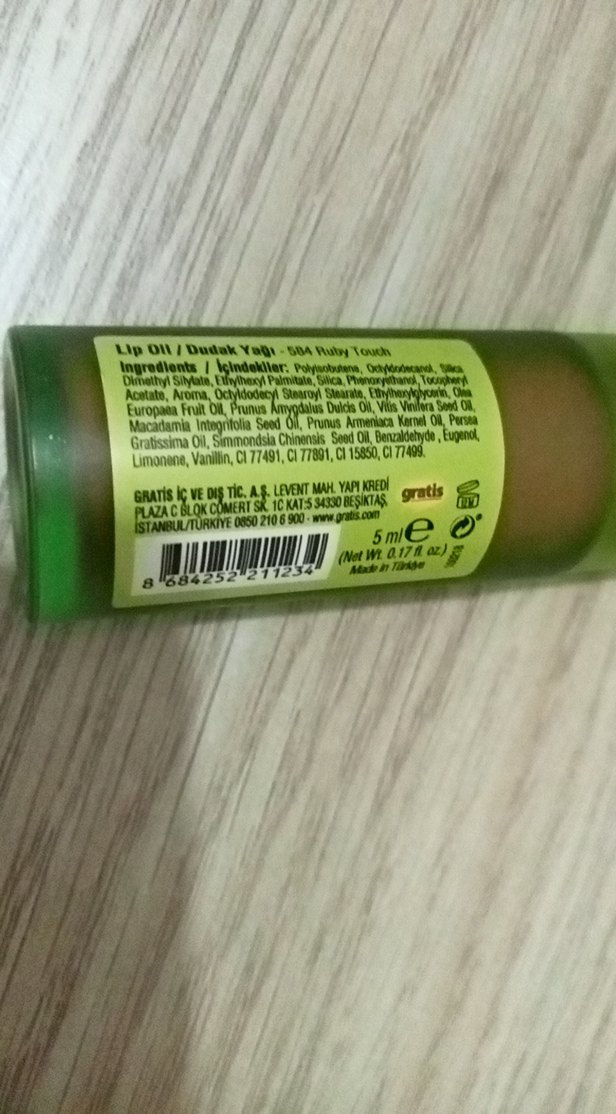 Lip Oil / Dudak Yağı - 584 Ruby Touch
Ingredients / İçindekiler: Polyisobutene, Octyldodecanol, Silica
Dimethyl Silylate, Ethylhexyl Palmitate, Silica, Phenoxyethanol, Tocopheryl
Acetate, Aroma, Octyldodecyl Stearoyl Stearate, Ethylhexylglycerin, Olea
Europaea Fruit Oil, Prunus Amygdalus Dulcis Oil, Vitis Vinifera Seed Oil,
Macadamia Integrifolia Seed Oil, Prunus Armeniaca Kernel Oil, Persea
Gratissima Oil, Simmondsia Chinensis Seed Oil, Benzaldehyde , Eugenol,
Limonene, Vanillin, CI 77491, CI 77891, CI 15850, CI 77499.
GRATİS İÇ VE DIŞ TİC. A.Ş. LEVENT MAH. YAPI KREDİ
PLAZA C BLOK CÖMERT SK. 1C KAT:5 34330 BEŞİKTAŞ,
İSTANBUL/TÜRKİYE 0850 210 6 900 - www.gratis.com
gratis
5 ml e
(Net Wt. 0.17 fl. oz.)
Made in Türkiye
8 684252 211234